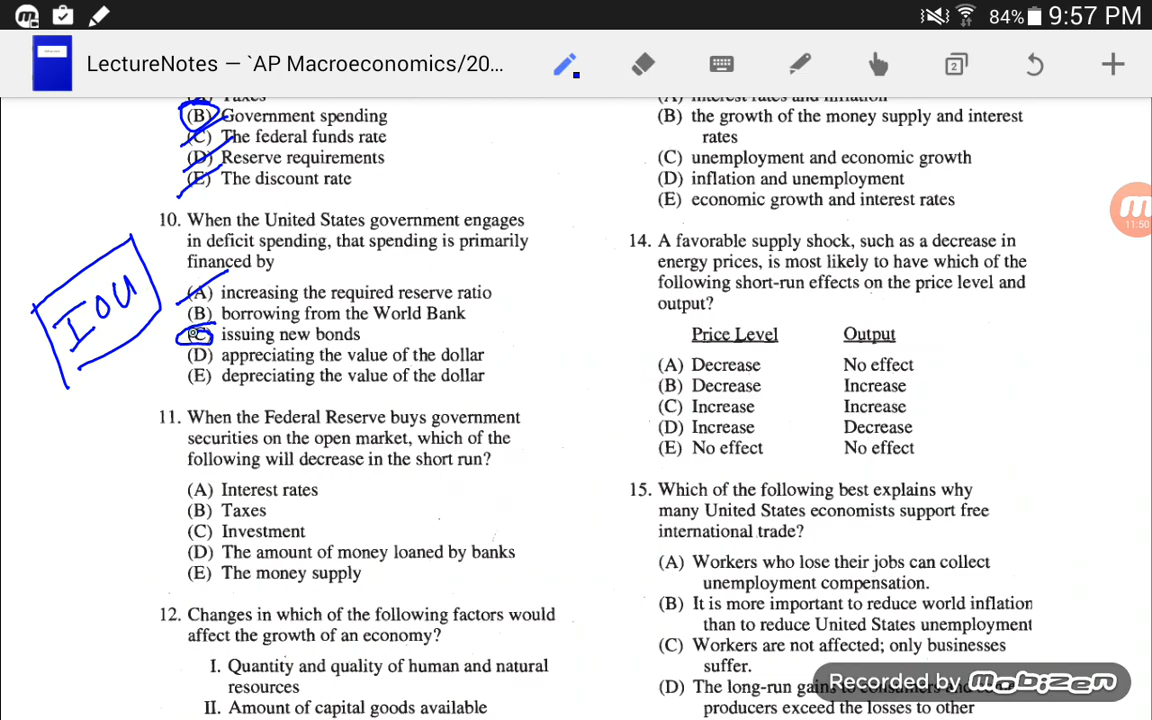 84% 9:57 PM
LectureNotes — `AP Macroeconomics/20...
2
(A) Taxes
(B) Government spending
(C) The federal funds rate
(D) Reserve requirements
(E) The discount rate
10. When the United States government engages
in deficit spending, that spending is primarily
financed by
(A) increasing the required reserve ratio
(B) borrowing from the World Bank
(C) issuing new bonds
(D) appreciating the value of the dollar
(E) depreciating the value of the dollar
IOU
11. When the Federal Reserve buys government
securities on the open market, which of the
following will decrease in the short run?
(A) Interest rates
(B) Taxes
(C) Investment
(D) The amount of money loaned by banks
(E) The money supply
12. Changes in which of the following factors would
affect the growth of an economy?
I. Quantity and quality of human and natural
resources
II. Amount of capital goods available
(A) interest rates and inflation
(B) the growth of the money supply and interest
rates
(C) unemployment and economic growth
(D) inflation and unemployment
(E) economic growth and interest rates
11:50
14. A favorable supply shock, such as a decrease in
energy prices, is most likely to have which of the
following short-run effects on the price level and
output?
Price Level Output
(A) Decrease No effect
(B) Decrease Increase
(C) Increase Increase
(D) Increase Decrease
(E) No effect No effect
15. Which of the following best explains why
many United States economists support free
international trade?
(A) Workers who lose their jobs can collect
unemployment compensation.
(B) It is more important to reduce world inflation
than to reduce United States unemployment
(C) Workers are not affected; only businesses
suffer.
(D) The long-run gains to consumers and
producers exceed the losses to other
Recorded by mobizen